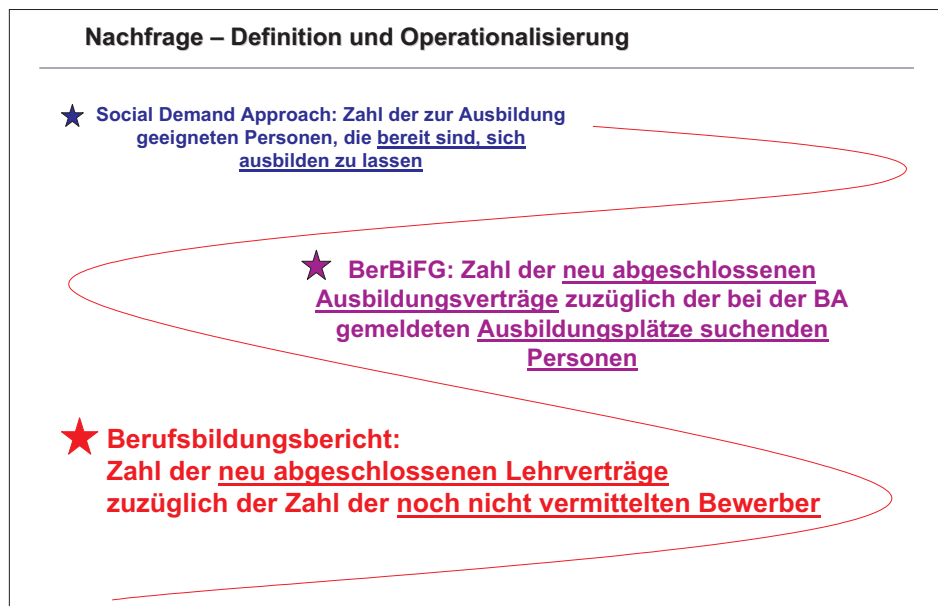 Nachfrage – Definition und Operationalisierung
Social Demand Approach: Zahl der zur Ausbildung
geeigneten Personen, die bereit sind, sich
ausbilden zu lassen
BerBiFG: Zahl der neu abgeschlossenen
Ausbildungsverträge zuzüglich der bei der BA
gemeldeten Ausbildungsplätze suchenden
Personen
Berufsbildungsbericht:
Zahl der neu abgeschlossenen Lehrverträge
zuzüglich der Zahl der noch nicht vermittelten Bewerber